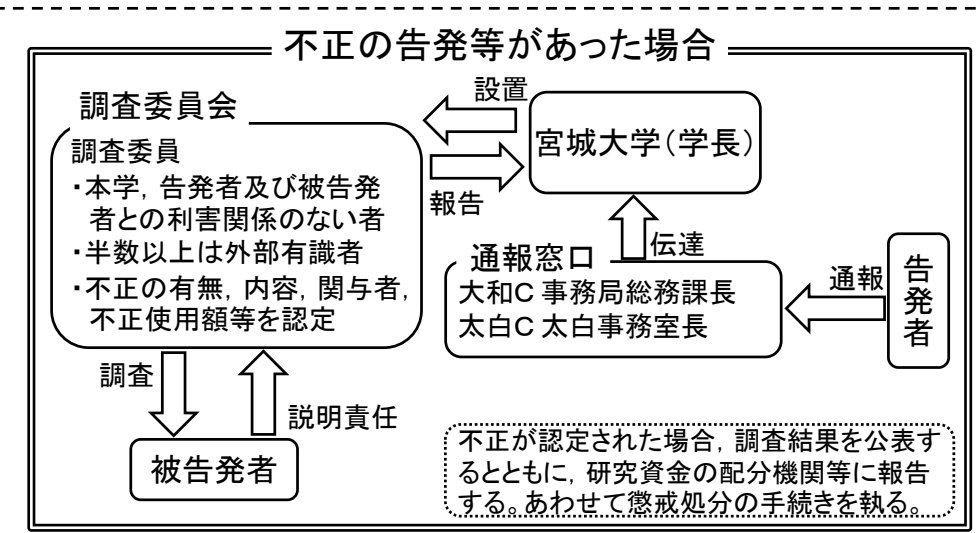 不正の告発等があった場合
調査委員会
調査委員
・本学，告発者及び被告発
者との利害関係のない者
・半数以上は外部有識者
・不正の有無，内容，関与者，
不正使用額等を認定
設置
報告
宮城大学（学長）
伝達
通報窓口
大和C 事務局総務課長
太白C 太白事務室長
通報
告発者
調査
説明責任
被告発者
不正が認定された場合，調査結果を公表す
るとともに，研究資金の配分機関等に報告
する。あわせて懲戒処分の手続きを執る。